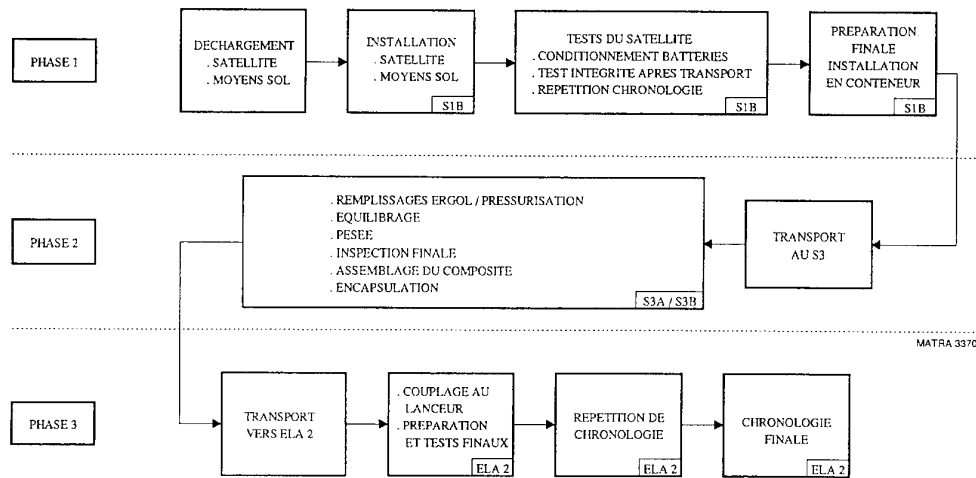 PHASE 1
DECHARGEMENT
. SATELLITE
. MOYENS SOL
INSTALLATION
. SATELLITE
. MOYENS SOL
S1B
TESTS DU SATELLITE
. CONDITIONNEMENT BATTERIES
. TEST INTEGRITE APRES TRANSPORT
. REPETITION CHRONOLOGIE
S1B
PREPARATION
FINALE
INSTALLATION
EN CONTENEUR
S1B
PHASE 2
. REMPLISSAGES ERGOL / PRESSURISATION
. EQUILIBRAGE
. PESEE
. INSPECTION FINALE
. ASSEMBLAGE DU COMPOSITE
. ENCAPSULATION
S3A / S3B
TRANSPORT
AU S3
MATRA 3370
PHASE 3
TRANSPORT
VERS ELA 2
. COUPLAGE AU
LANCEUR
. PREPARATION
ET TESTS FINAUX
ELA 2
REPETITION DE
CHRONOLOGIE
ELA 2
CHRONOLOGIE
FINALE
ELA 2